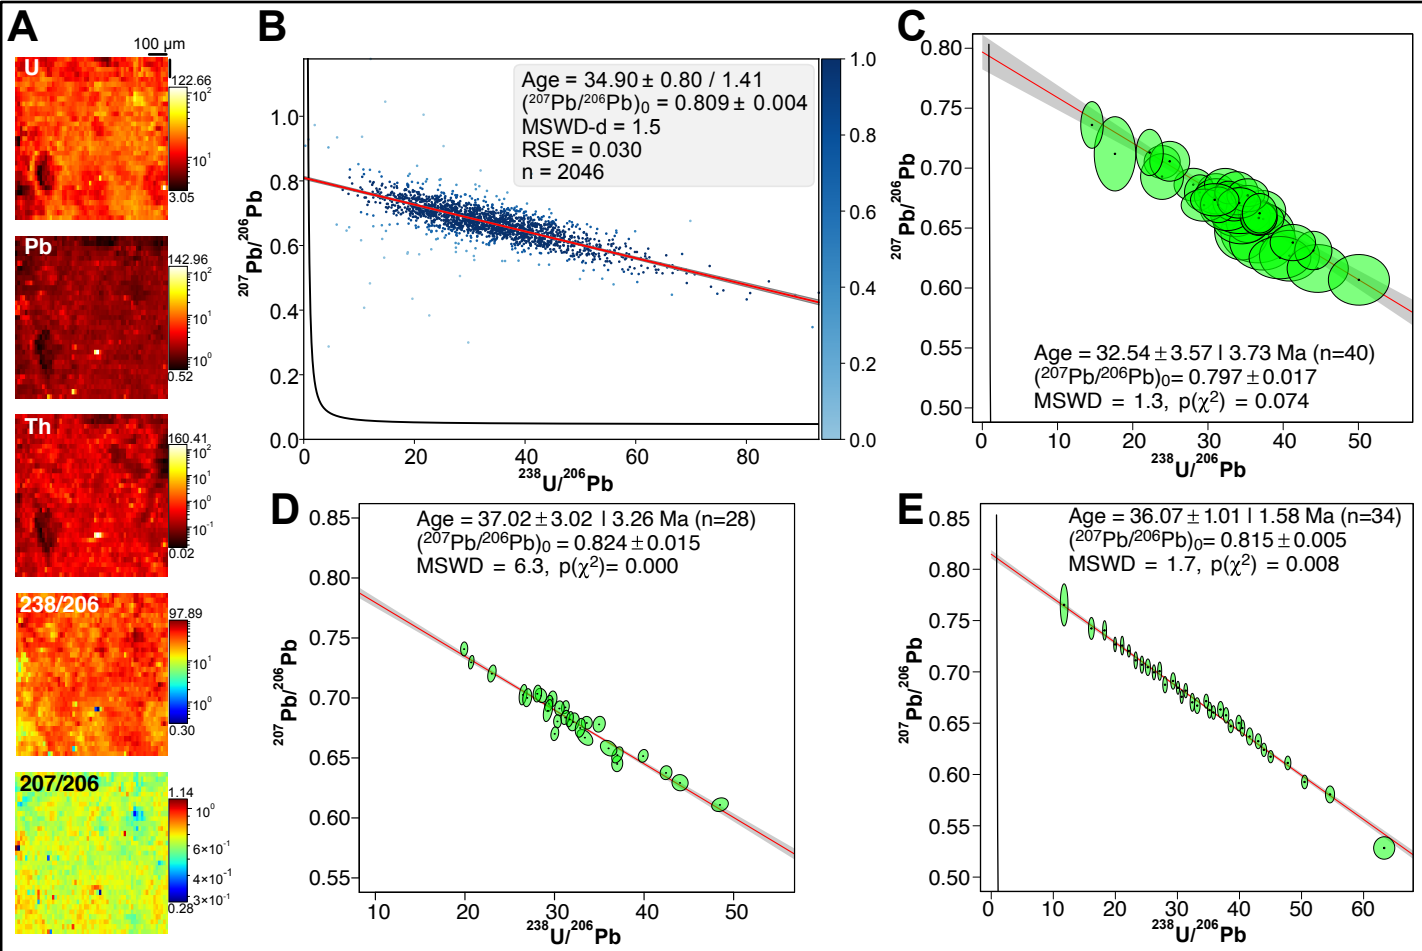 A
100 µm
U
122.66
10²
10¹
3.05
Pb
142.96
10²
10¹
10⁰
0.52
Th
160.41
10²
10¹
10⁰
10⁻¹
0.02
238/206
97.89
10¹
10⁰
0.30
207/206
1.14
10⁰
6×10⁻¹
4×10⁻¹
3×10⁻¹
0.28
B
Age = 34.90 ± 0.80 / 1.41
(²⁰⁷Pb/²⁰⁶Pb)₀ = 0.809 ± 0.004
MSWD-d = 1.5
RSE = 0.030
n = 2046
²⁰⁷Pb/²⁰⁶Pb
1.0
0.8
0.6
0.4
0.2
0.0
0 20 40 60 80
²³⁸U/²⁰⁶Pb
1.0
0.8
0.6
0.4
0.2
0.0
C
²⁰⁷Pb/²⁰⁶Pb
0.80
0.75
0.70
0.65
0.60
0.55
0.50
Age = 32.54 ± 3.57 | 3.73 Ma (n=40)
(²⁰⁷Pb/²⁰⁶Pb)₀= 0.797 ± 0.017
MSWD = 1.3, p(χ²) = 0.074
0 10 20 30 40 50
²³⁸U/²⁰⁶Pb
D
Age = 37.02 ± 3.02 | 3.26 Ma (n=28)
(²⁰⁷Pb/²⁰⁶Pb)₀ = 0.824 ± 0.015
MSWD = 6.3, p(χ²)= 0.000
²⁰⁷Pb/²⁰⁶Pb
0.85
0.80
0.75
0.70
0.65
0.60
0.55
10 20 30 40 50
²³⁸U/²⁰⁶Pb
E
Age = 36.07 ± 1.01 | 1.58 Ma (n=34)
(²⁰⁷Pb/²⁰⁶Pb)₀= 0.815 ± 0.005
MSWD = 1.7, p(χ²) = 0.008
²⁰⁷Pb/²⁰⁶Pb
0.85
0.80
0.75
0.70
0.65
0.60
0.55
0.50
0 10 20 30 40 50 60
²³⁸U/²⁰⁶Pb